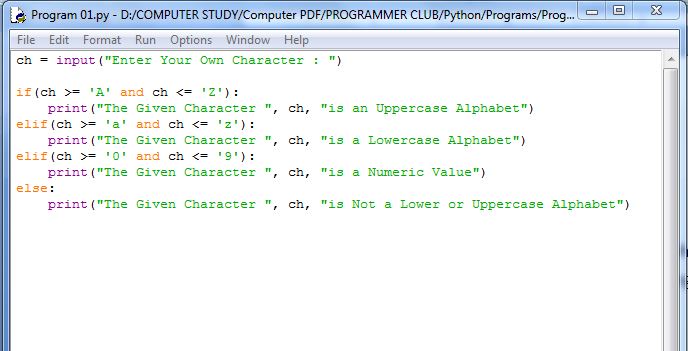 Program 01.py - D:/COMPUTER STUDY/Computer PDF/PROGRAMMER CLUB/Python/Programs/Prog...
File Edit Format Run Options Window Help
ch = input("Enter Your Own Character : ")
if(ch >= 'A' and ch <= 'Z'):
    print("The Given Character ", ch, "is an Uppercase Alphabet")
elif(ch >= 'a' and ch <= 'z'):
    print("The Given Character ", ch, "is a Lowercase Alphabet")
elif(ch >= '0' and ch <= '9'):
    print("The Given Character ", ch, "is a Numeric Value")
else:
    print("The Given Character ", ch, "is Not a Lower or Uppercase Alphabet")